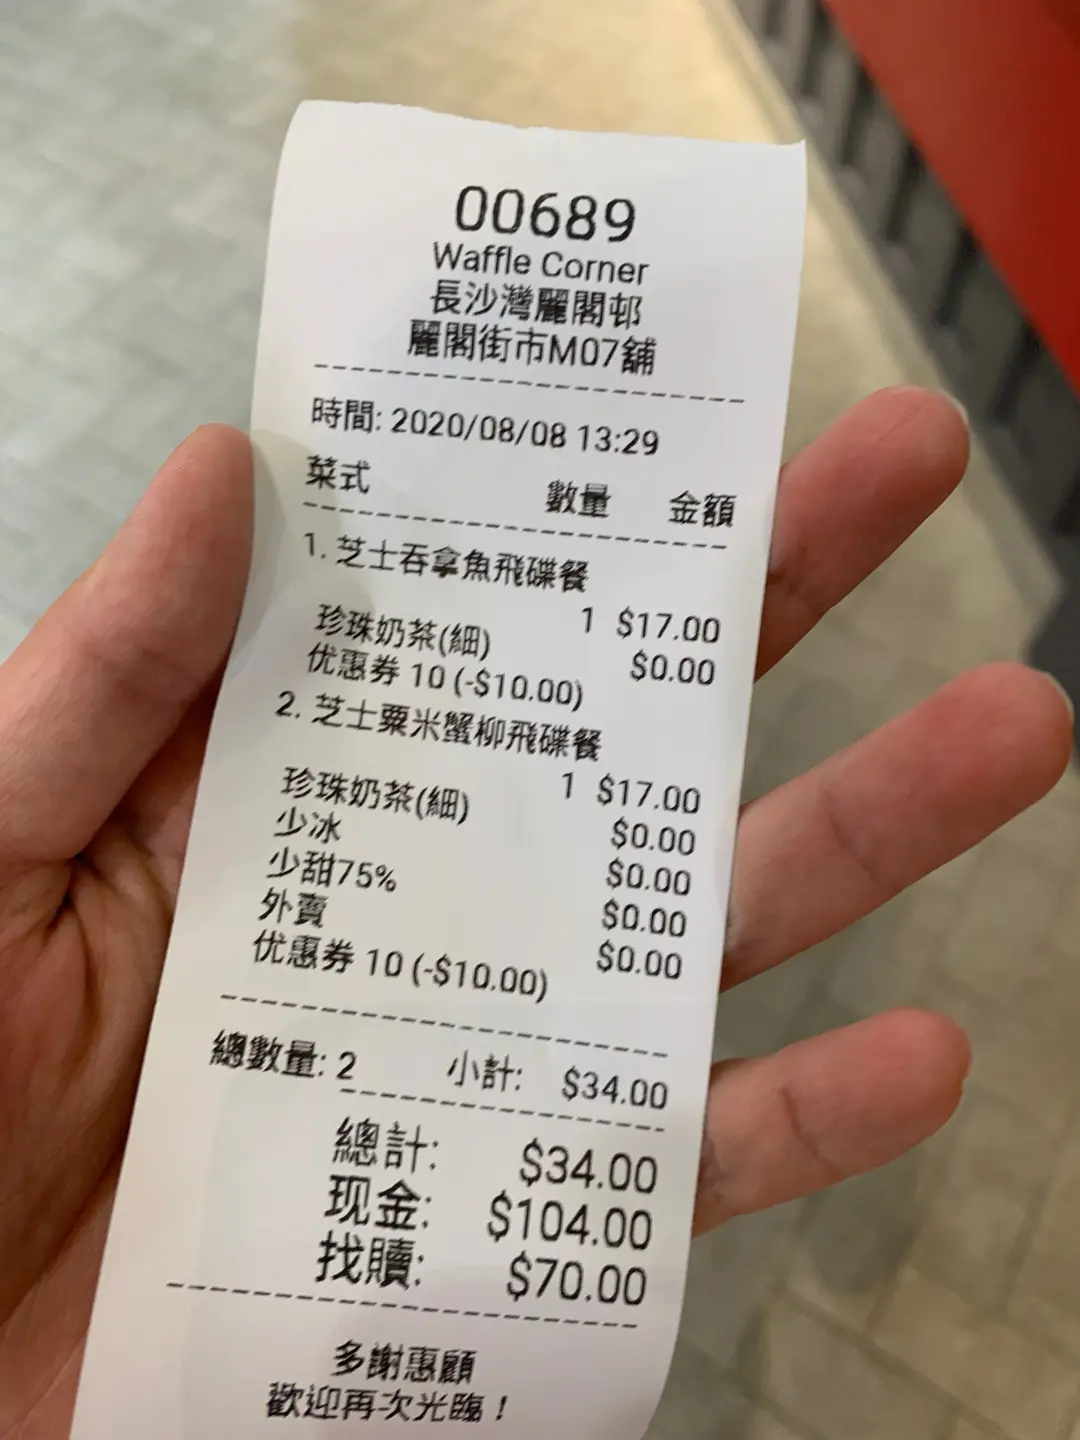 00689
Waffle Corner
長沙灣麗閣邨
麗閣街市M07舖
時間: 2020/08/08 13:29
菜式 數量 金額
1. 芝士吞拿魚飛碟餐
1 $17.00
珍珠奶茶(細) $0.00
优惠券 10 (-$10.00)
2. 芝士粟米蟹柳飛碟餐
1 $17.00
珍珠奶茶(細) $0.00
少冰 $0.00
少甜75% $0.00
外賣 $0.00
优惠券 10 (-$10.00)
總數量: 2 小計: $34.00
總計: $34.00
现金: $104.00
找贖: $70.00
多謝惠顧
歡迎再次光臨！